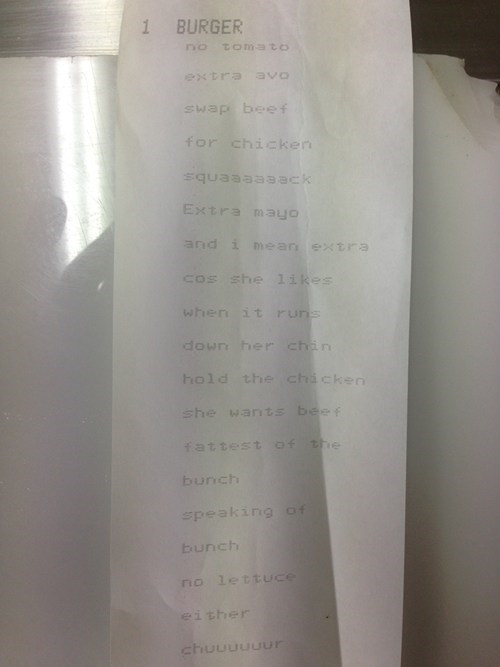 1 BURGER
no tomato
extra avo
swap beef
for chicken
squaaaaaack
Extra mayo
and i mean extra
cos she likes
when it runs
down her chin
hold the chicken
she wants beef
fattest of the
bunch
speaking of
bunch
no lettuce
either
chuuuuuur